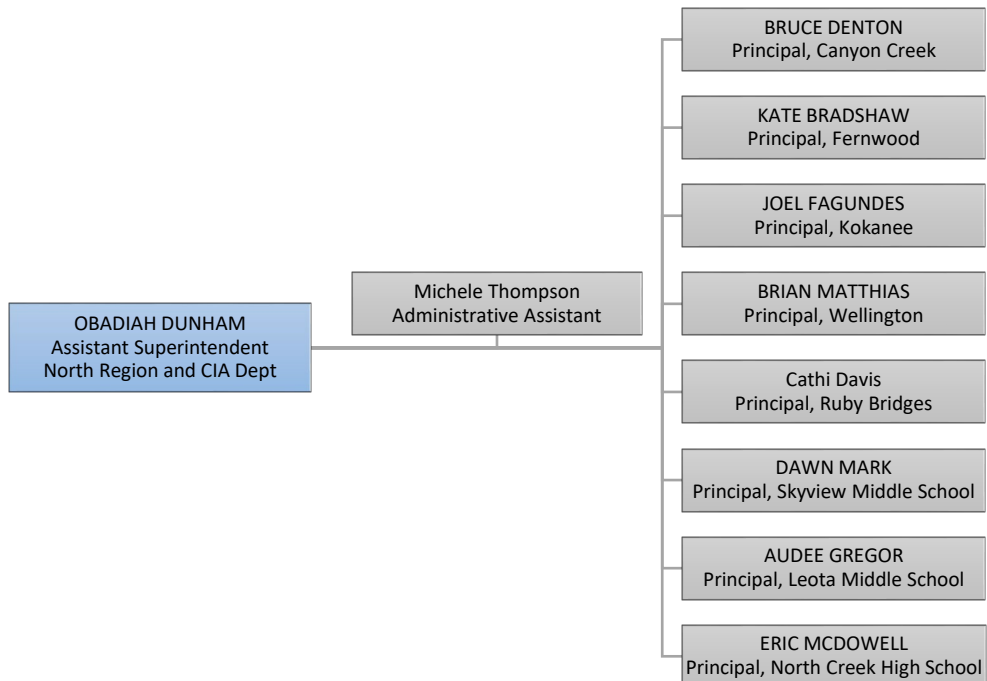 OBADIAH DUNHAM
Assistant Superintendent
North Region and CIA Dept
Michele Thompson
Administrative Assistant
BRUCE DENTON
Principal, Canyon Creek
KATE BRADSHAW
Principal, Fernwood
JOEL FAGUNDES
Principal, Kokanee
BRIAN MATTHIAS
Principal, Wellington
Cathi Davis
Principal, Ruby Bridges
DAWN MARK
Principal, Skyview Middle School
AUDEE GREGOR
Principal, Leota Middle School
ERIC MCDOWELL
Principal, North Creek High School